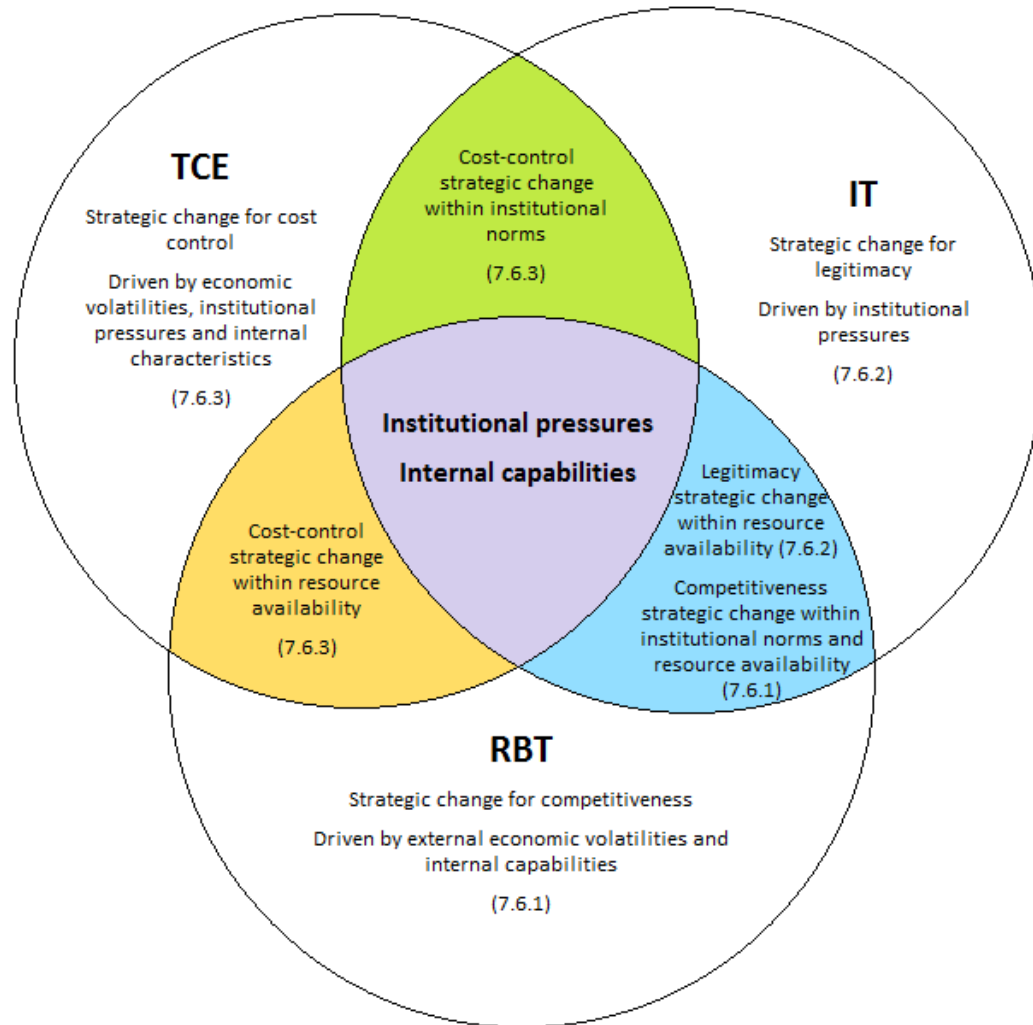 TCE
Strategic change for cost
control
Driven by economic
volatilities, institutional
pressures and internal
characteristics
(7.6.3)
Cost-control
strategic change
within institutional
norms
(7.6.3)
IT
Strategic change for
legitimacy
Driven by institutional
pressures
(7.6.2)
Institutional pressures
Internal capabilities
Cost-control
strategic change
within resource
availability
(7.6.3)
Legitimacy
strategic change
within resource
availability (7.6.2)
Competitiveness
strategic change within
institutional norms and
resource availability
(7.6.1)
RBT
Strategic change for competitiveness
Driven by external economic volatilities and
internal capabilities
(7.6.1)